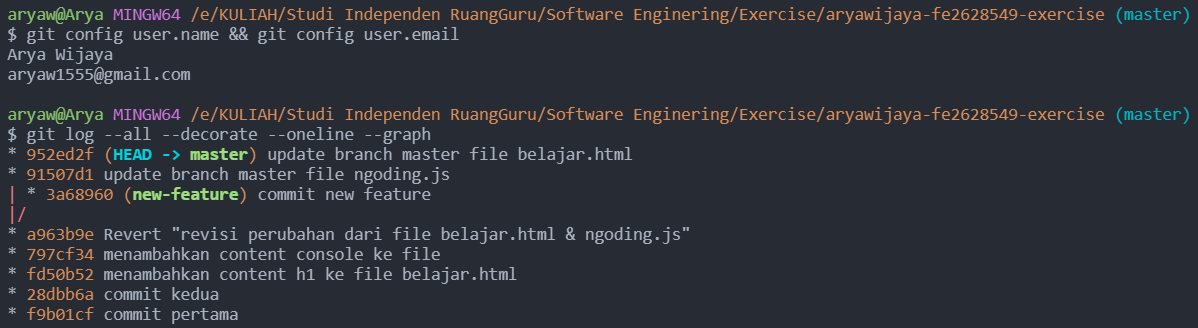 aryaw@Arya MINGW64 /e/KULIAH/Studi Independen RuangGuru/Software Enginering/Exercise/aryawijaya-fe2628549-exercise (master)
$ git config user.name && git config user.email
Arya Wijaya
aryaw1555@gmail.com
aryaw@Arya MINGW64 /e/KULIAH/Studi Independen RuangGuru/Software Enginering/Exercise/aryawijaya-fe2628549-exercise (master)
$ git log --all --decorate --oneline --graph
* 952ed2f (HEAD -> master) update branch master file belajar.html
* 91507d1 update branch master file ngoding.js
| * 3a68960 (new-feature) commit new feature
|/
* a963b9e Revert "revisi perubahan dari file belajar.html & ngoding.js"
* 797cf34 menambahkan content console ke file
* fd50b52 menambahkan content h1 ke file belajar.html
* 28dbb6a commit kedua
* f9b01cf commit pertama